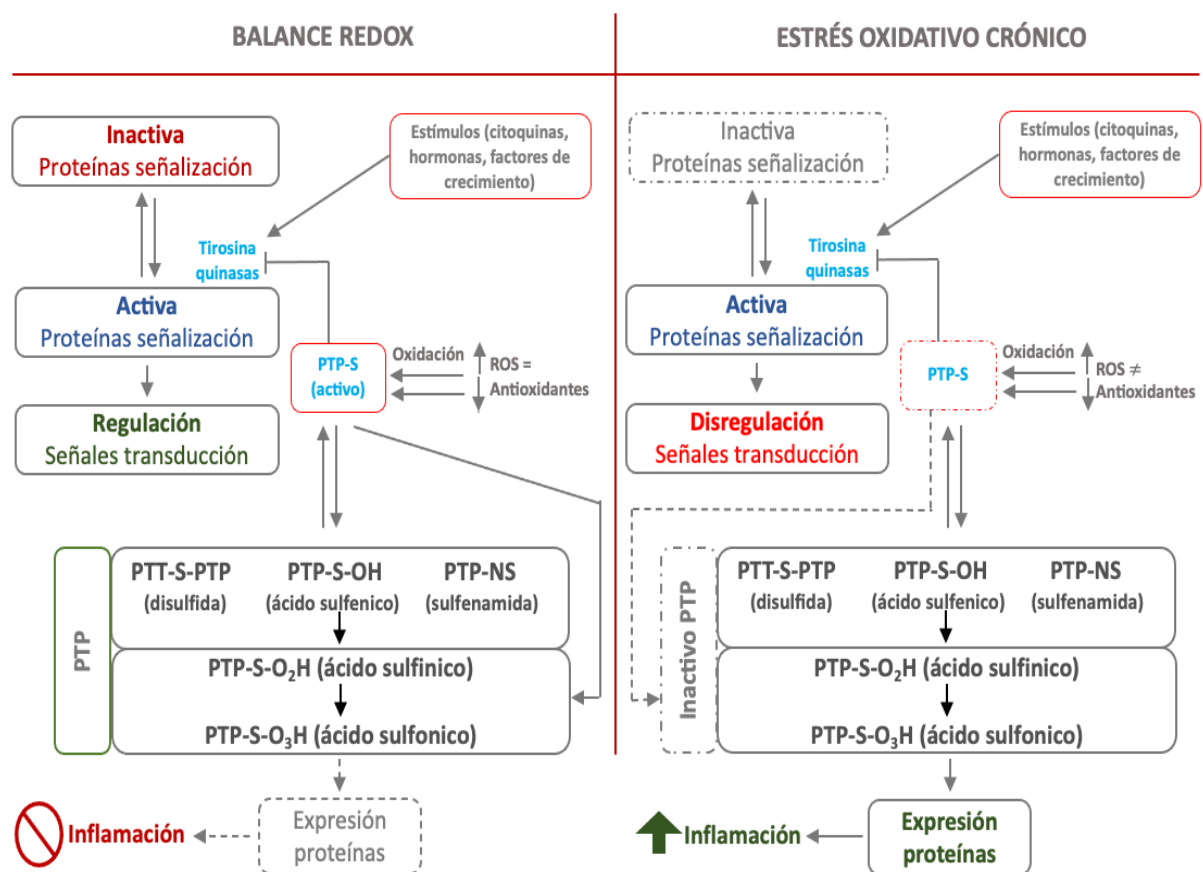 BALANCE REDOX
Inactiva
Proteínas señalización
Estímulos (citoquinas,
hormonas, factores de
crecimiento)
Tirosina
quinasas
Activa
Proteínas señalización
PTP-S
(activo)
Oxidación
ROS =
Antioxidantes
Regulación
Señales transducción
PTP
PTT-S-PTP
(disulfida)
PTP-S-OH
(ácido sulfenico)
PTP-NS
(sulfenamida)
PTP-S-O₂H (ácido sulfinico)
PTP-S-O₃H (ácido sulfonico)
Expresión
proteínas
Inflamación
ESTRÉS OXIDATIVO CRÓNICO
Inactiva
Proteínas señalización
Estímulos (citoquinas,
hormonas, factores de
crecimiento)
Tirosina
quinasas
Activa
Proteínas señalización
PTP-S
Oxidación
ROS ≠
Antioxidantes
Disregulación
Señales transducción
Inactivo PTP
PTT-S-PTP
(disulfida)
PTP-S-OH
(ácido sulfenico)
PTP-NS
(sulfenamida)
PTP-S-O₂H (ácido sulfinico)
PTP-S-O₃H (ácido sulfonico)
Expresión
proteínas
Inflamación